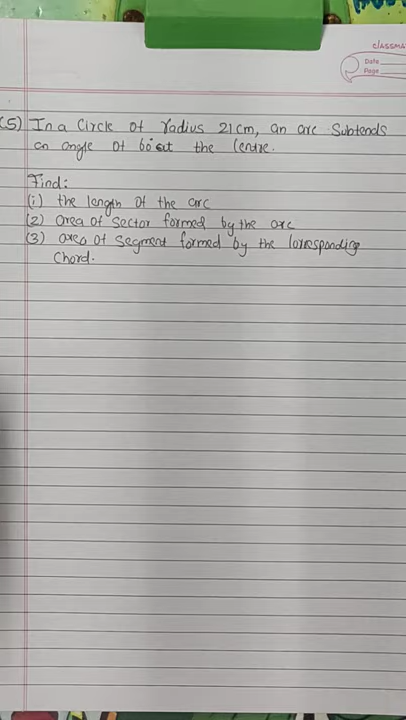 CLASSMA
Date
Page
(5) In a Circle of radius 21 cm, an arc Subtends
an angle of 60° at the Centre.
Find:
(1) the length of the arc
(2) area of sector formed by the arc
(3) area of segment formed by the corresponding
Chord.